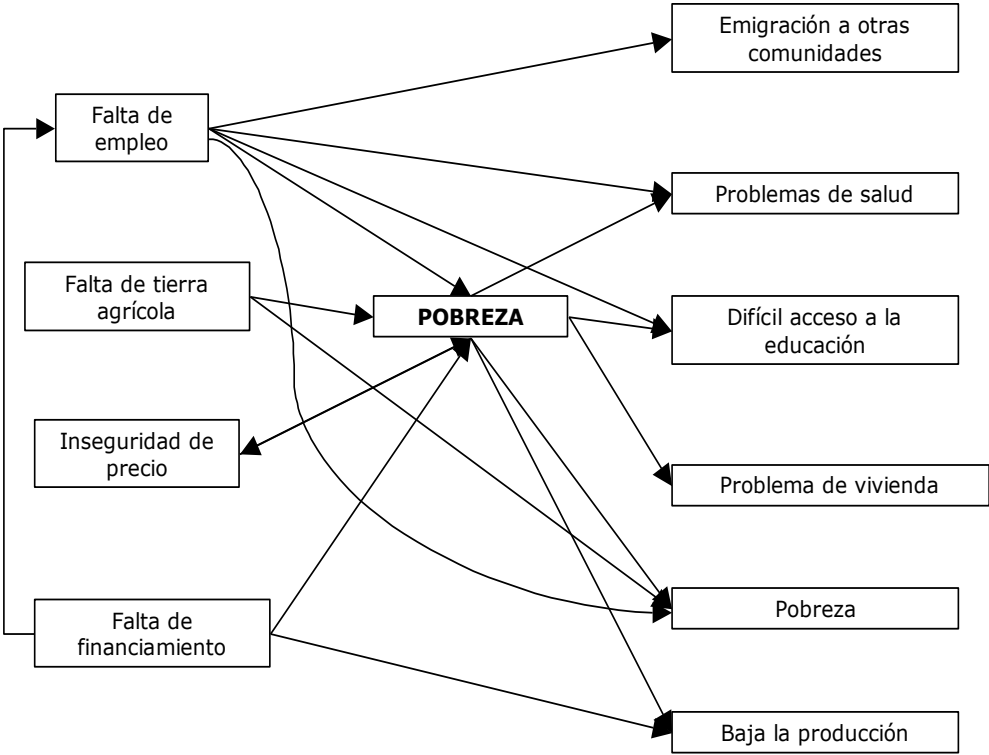 Emigración a otras
comunidades
Falta de
empleo
Problemas de salud
Falta de tierra
agrícola
POBREZA
Difícil acceso a la
educación
Inseguridad de
precio
Problema de vivienda
Falta de
financiamiento
Pobreza
Baja la producción